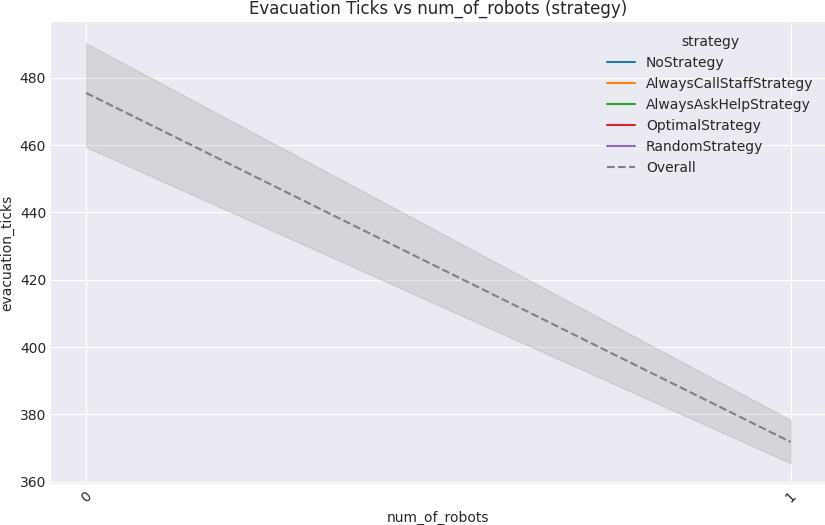 Evacuation Ticks vs num_of_robots (strategy)
strategy
NoStrategy
AlwaysCallStaffStrategy
AlwaysAskHelpStrategy
OptimalStrategy
RandomStrategy
Overall
evacuation_ticks
480
460
440
420
400
380
360
0
1
num_of_robots